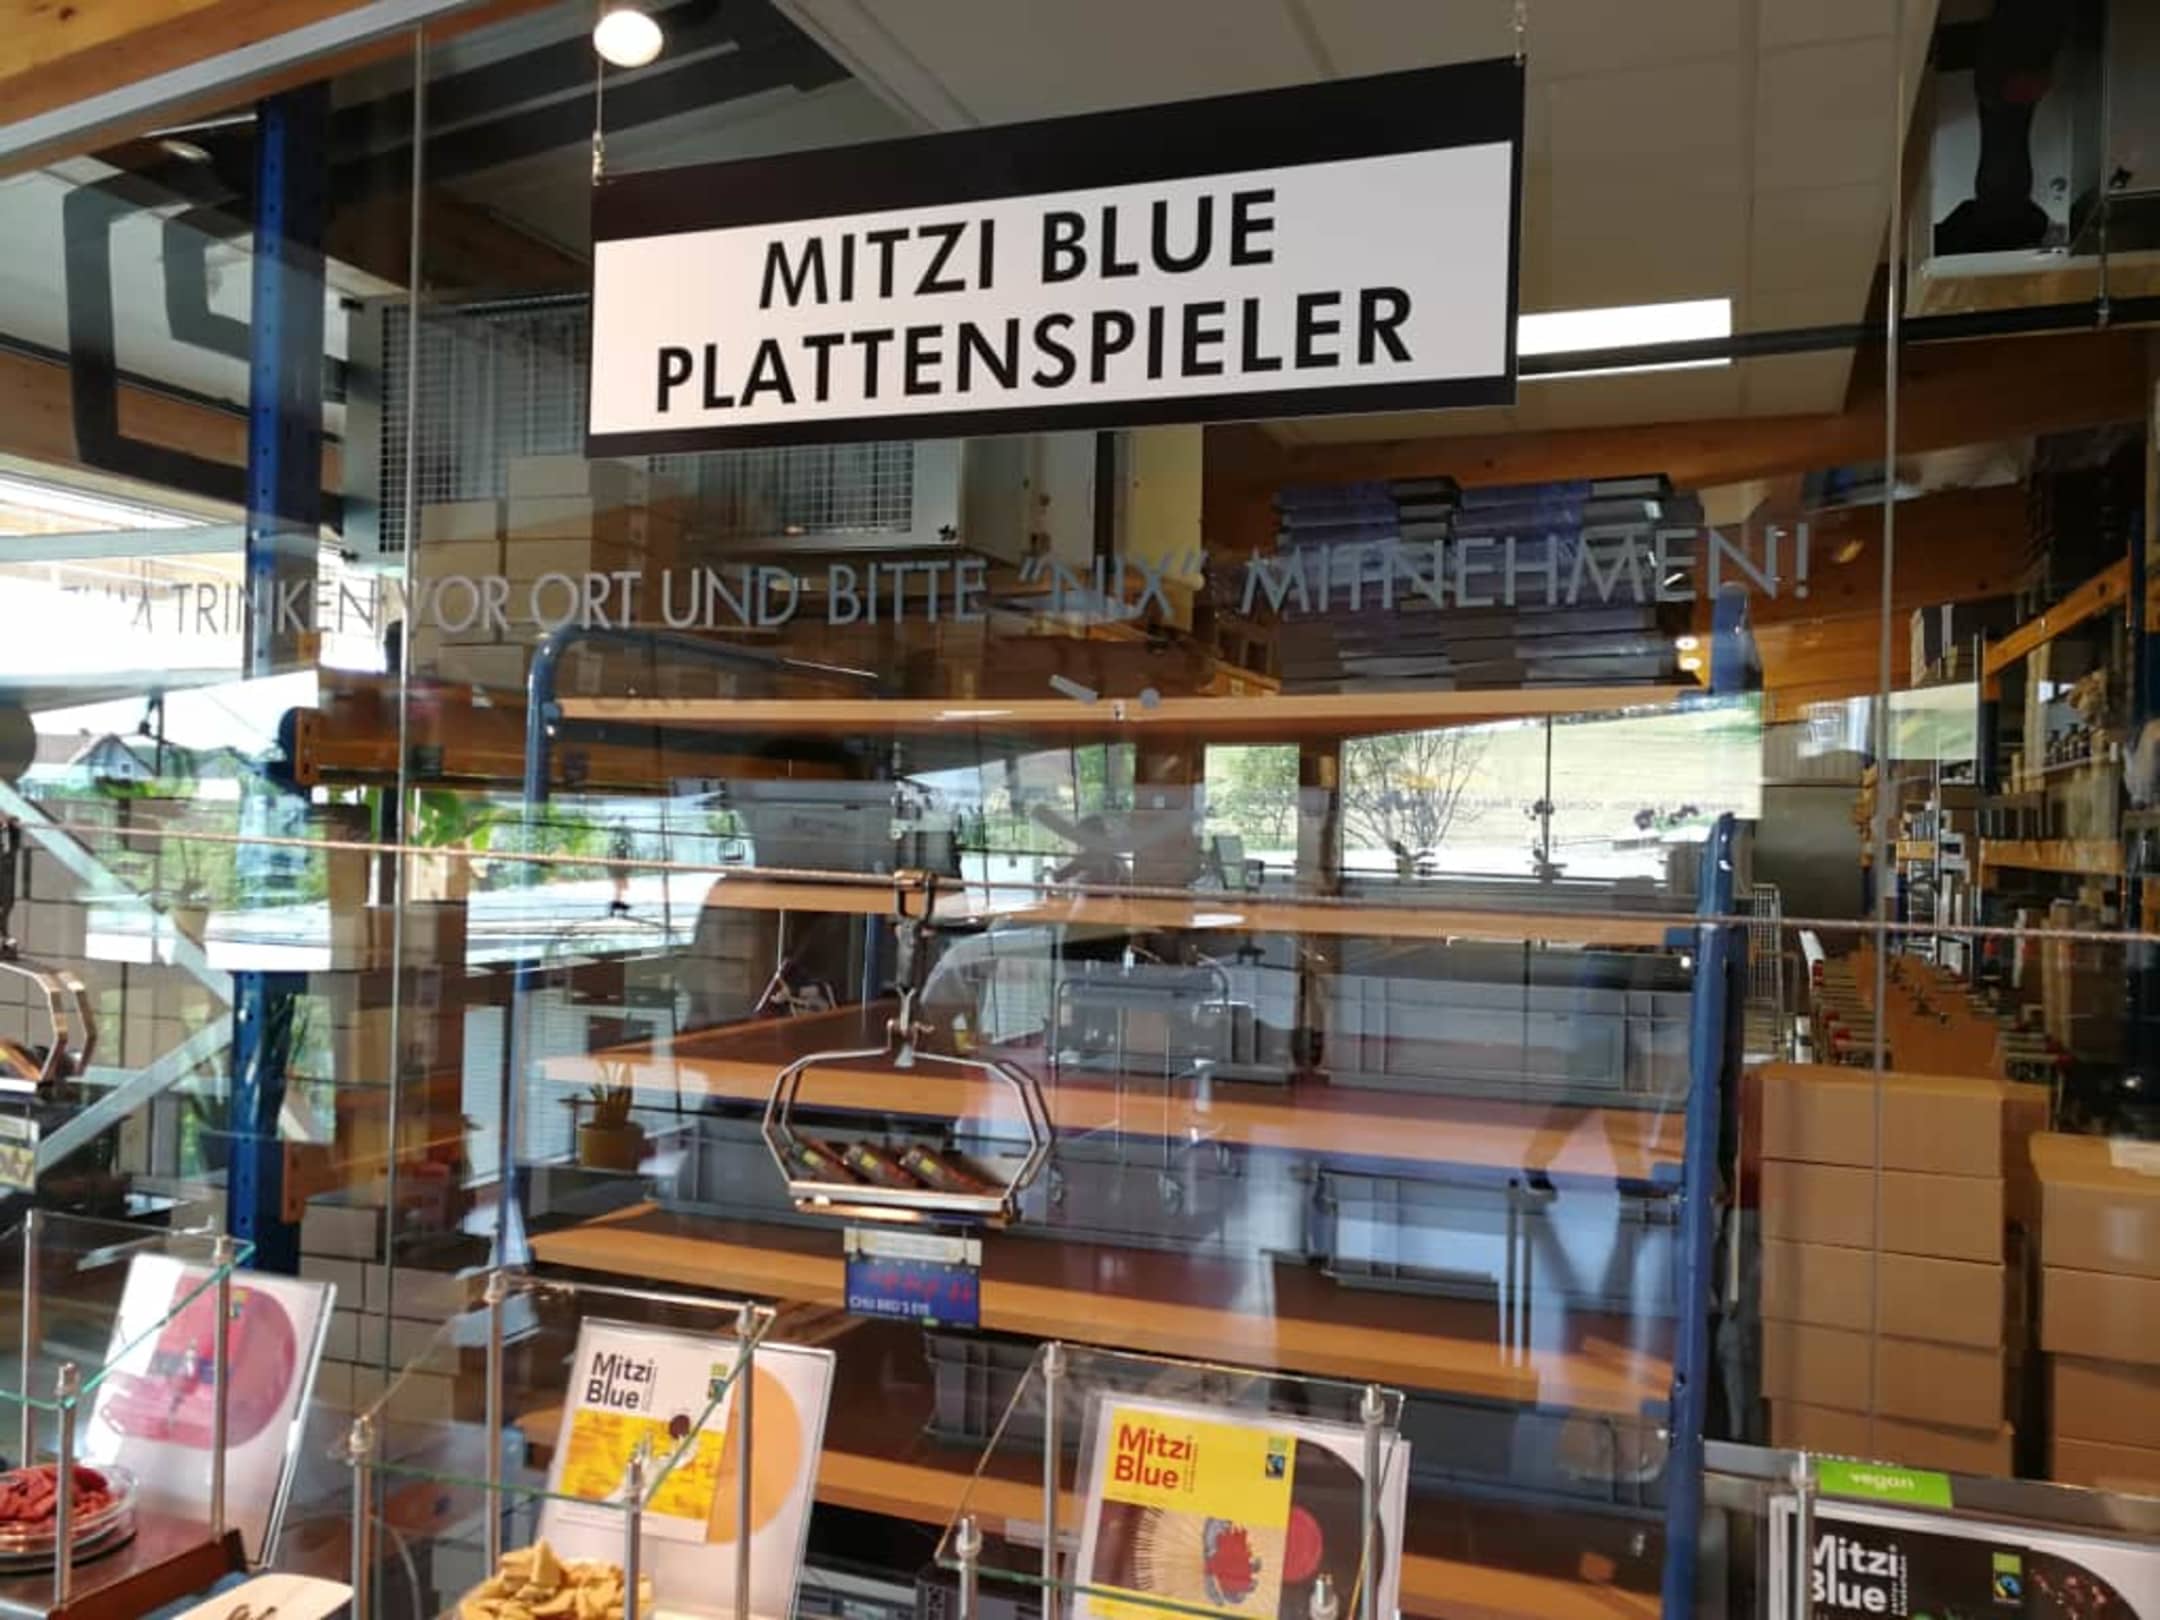 MITZI BLUE
PLATTENSPIELER
TRINKEN VOR ORT UND BITTE "NIX" MITNEHMEN!
Mitzi
Blue
Mitzi
Blue
vegan
Mitzi
Blue